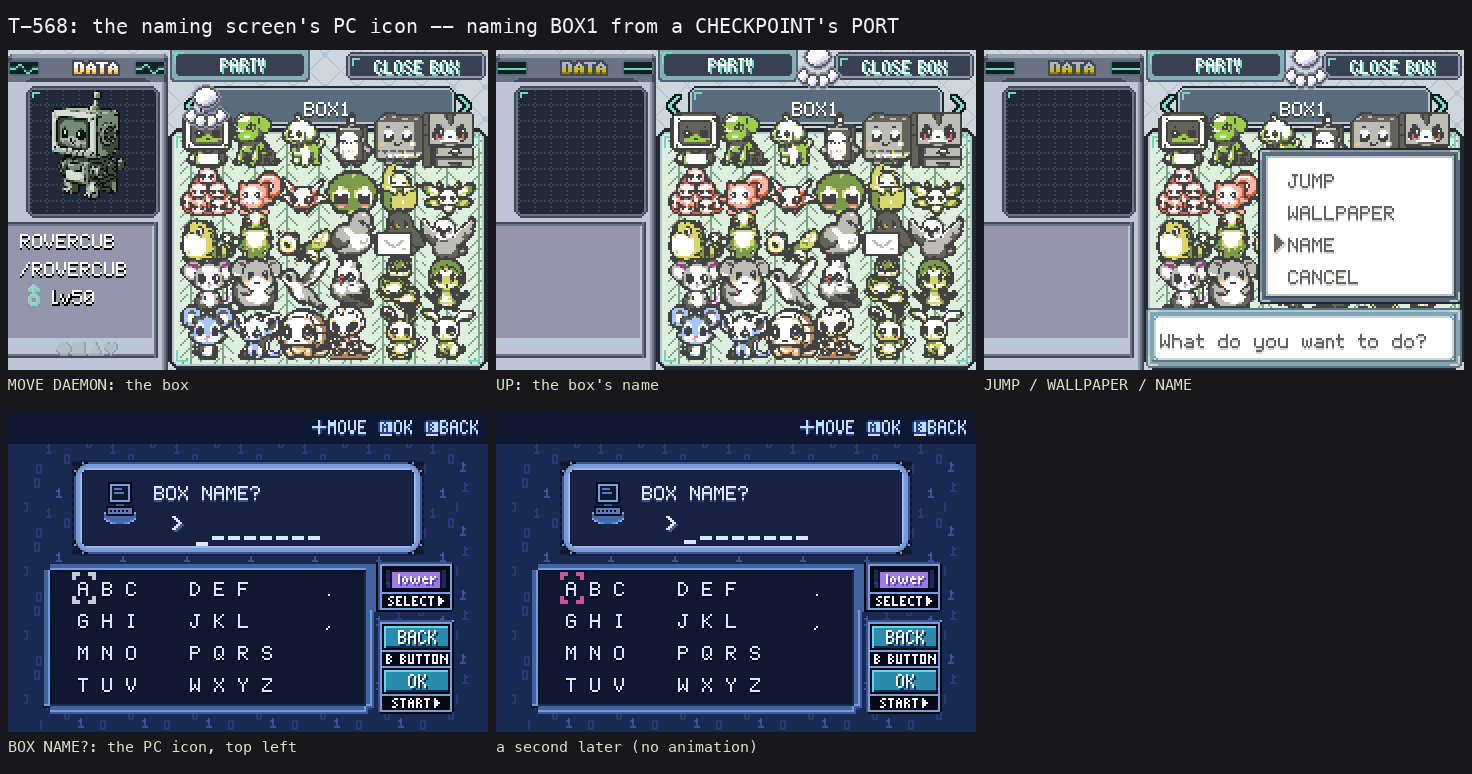 T-568: the naming screen's PC icon -- naming BOX1 from a CHECKPOINT's PORT
DATA
PARTY
CLOSE BOX
BOX1
ROVERCUB
/ROVERCUB
♂ Lv50
MOVE DAEMON: the box
DATA
PARTY
CLOSE BOX
BOX1
UP: the box's name
DATA
PARTY
CLOSE BOX
BOX1
JUMP
WALLPAPER
NAME
CANCEL
What do you want to do?
JUMP / WALLPAPER / NAME
MOVE A OK B BACK
BOX NAME?
A B C D E F .
G H I J K L ,
M N O P Q R S
T U V W X Y Z
lower
SELECT
BACK
B BUTTON
OK
START
BOX NAME?: the PC icon, top left
MOVE A OK B BACK
BOX NAME?
A B C D E F .
G H I J K L ,
M N O P Q R S
T U V W X Y Z
lower
SELECT
BACK
B BUTTON
OK
START
a second later (no animation)